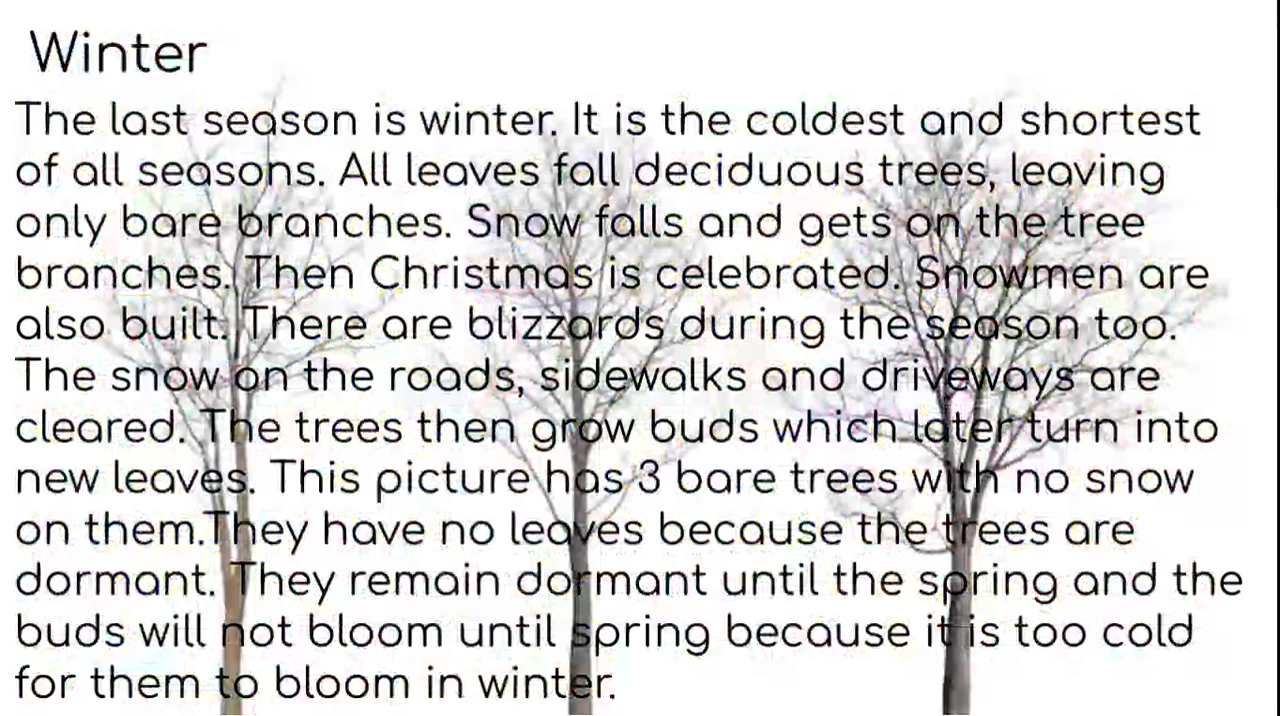 Winter
The last season is winter. It is the coldest and shortest
of all seasons. All leaves fall deciduous trees, leaving
only bare branches. Snow falls and gets on the tree
branches. Then Christmas is celebrated. Snowmen are
also built. There are blizzards during the season too.
The snow on the roads, sidewalks and driveways are
cleared. The trees then grow buds which later turn into
new leaves. This picture has 3 bare trees with no snow
on them.They have no leaves because the trees are
dormant. They remain dormant until the spring and the
buds will not bloom until spring because it is too cold
for them to bloom in winter.